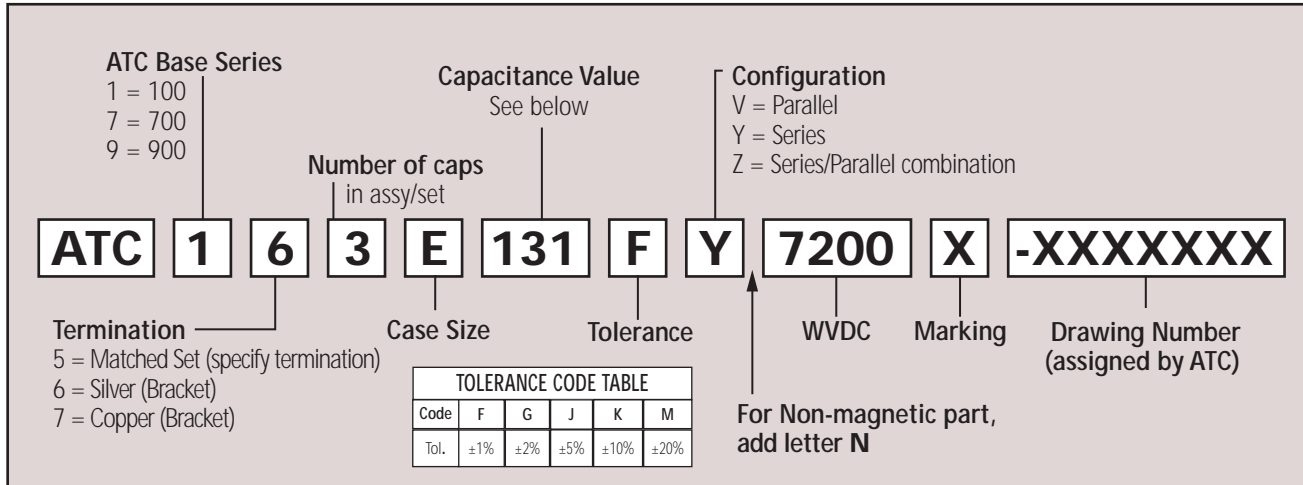 ATC Base Series
1 = 100
7 = 700
9 = 900
Number of caps
in assy/set
Capacitance Value
See below
Configuration
V = Parallel
Y = Series
Z = Series/Parallel combination
ATC 1 6 3 E 131 F Y 7200 X -XXXXXXX
Termination
5 = Matched Set (specify termination)
6 = Silver (Bracket)
7 = Copper (Bracket)
Case Size
Tolerance
TOLERANCE CODE TABLE
Code F G J K M
Tol. ±1% ±2% ±5% ±10% ±20%
For Non-magnetic part,
add letter N
WVDC
Marking
Drawing Number
(assigned by ATC)